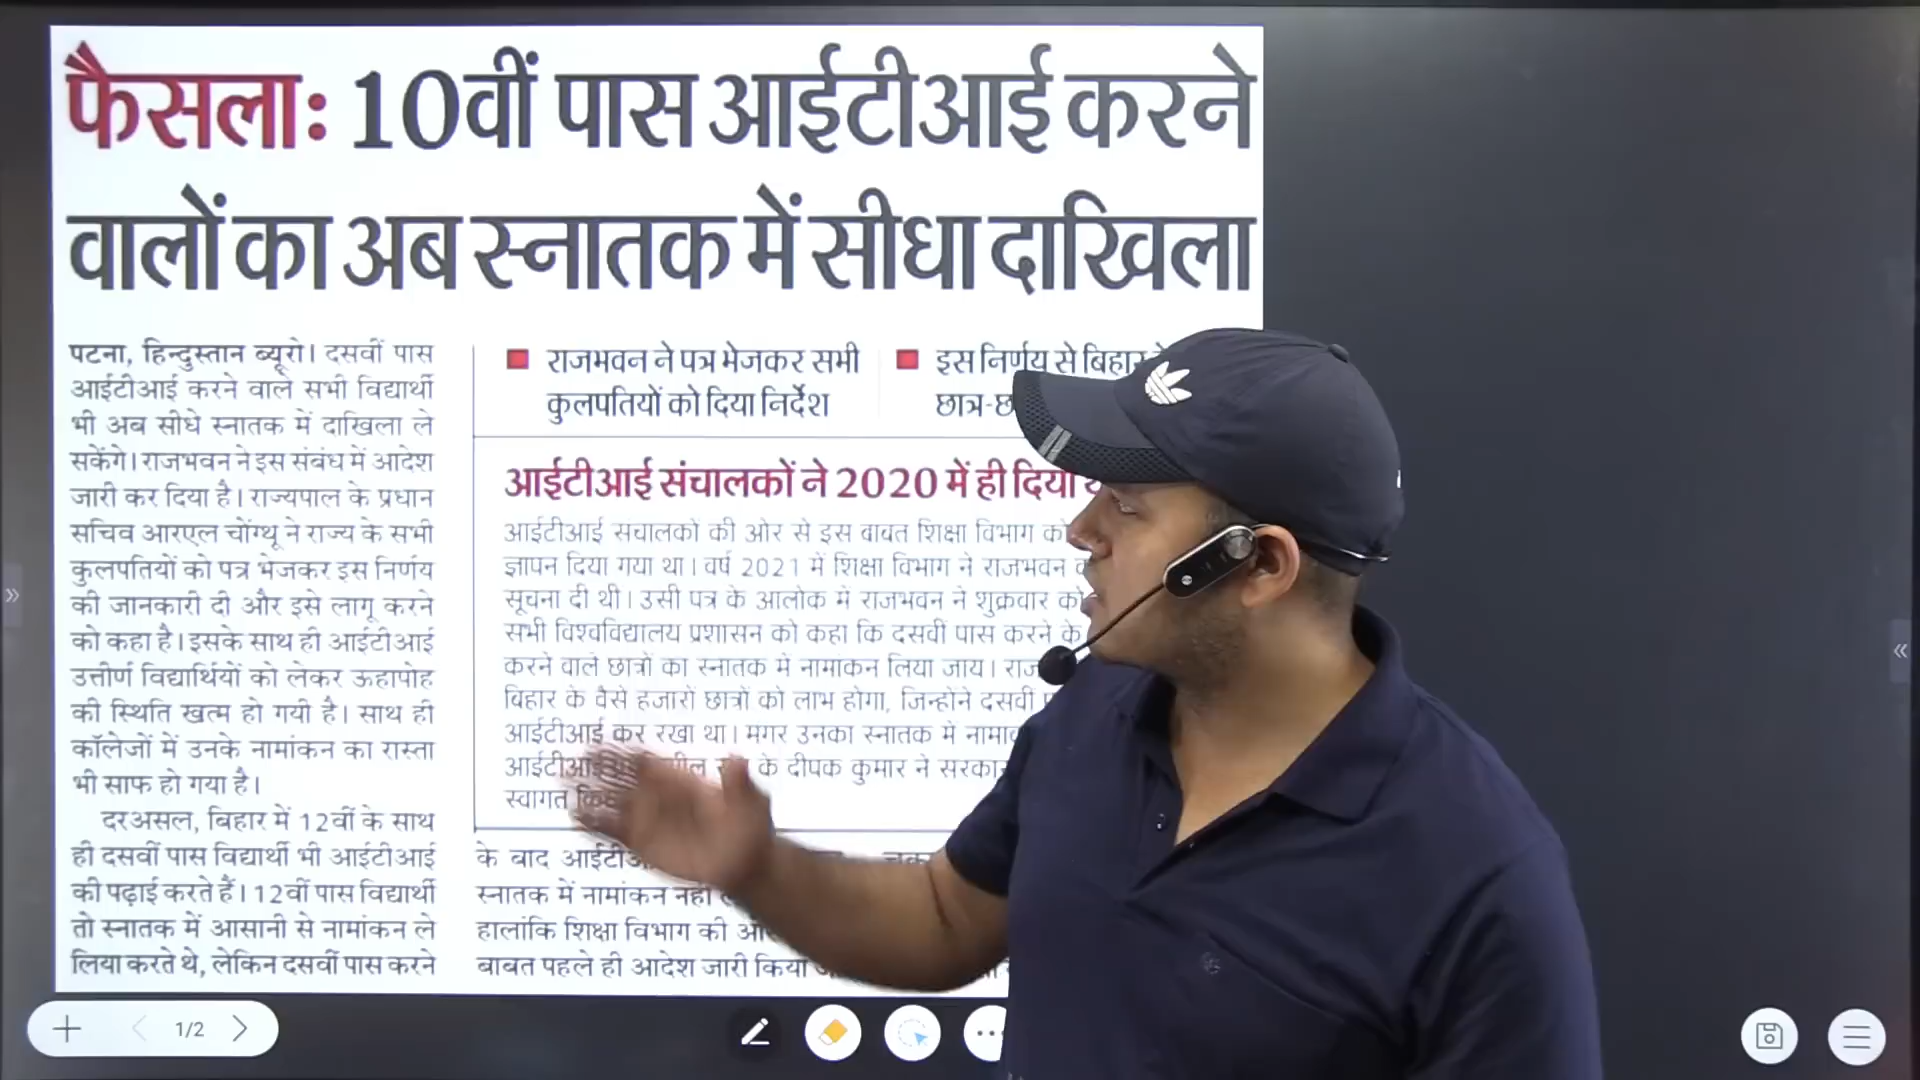 फैसलाः 10वीं पास आईटीआई करने
वालों का अब स्नातक में सीधा दाखिला
पटना, हिन्दुस्तान ब्यूरो। दसवीं पास
आईटीआई करने वाले सभी विद्यार्थी
भी अब सीधे स्नातक में दाखिला ले
सकेंगे। राजभवन ने इस संबंध में आदेश
जारी कर दिया है। राज्यपाल के प्रधान
सचिव आरएल चोंग्थू ने राज्य के सभी
कुलपतियों को पत्र भेजकर इस निर्णय
की जानकारी दी और इसे लागू करने
को कहा है। इसके साथ ही आईटीआई
उत्तीर्ण विद्यार्थियों को लेकर ऊहापोह
की स्थिति खत्म हो गयी है। साथ ही
कॉलेजों में उनके नामांकन का रास्ता
भी साफ हो गया है।
दरअसल, बिहार में 12वीं के साथ
ही दसवीं पास विद्यार्थी भी आईटीआई
की पढ़ाई करते हैं। 12वीं पास विद्यार्थी
तो स्नातक में आसानी से नामांकन ले
लिया करते थे, लेकिन दसवीं पास करने
राजभवन ने पत्र भेजकर सभी
कुलपतियों को दिया निर्देश
इस निर्णय से बिहार
आईटीआई संचालकों ने 2020 में ही दिया
आईटीआई संचालकों की ओर से इस बाबत शिक्षा विभाग को
ज्ञापन दिया गया था। वर्ष 2021 में शिक्षा विभाग ने राजभवन
सूचना दी थी। उसी पत्र के आलोक में राजभवन ने शुक्रवार को
सभी विश्वविद्यालय प्रशासन को कहा कि दसवीं पास करने के
करने वाले छात्रों का स्नातक में नामांकन लिया जाय।
बिहार के वैसे हजारों छात्रों को लाभ होगा, जिन्होंने दसवीं
आईटीआई कर रखा था। मगर उनका स्नातक में
के दीपक कुमार ने
स्वागत
के बाद
स्नातक में नामांकन नहीं
हालांकि शिक्षा विभाग की
बाबत पहले ही आदेश जारी किया
1/2